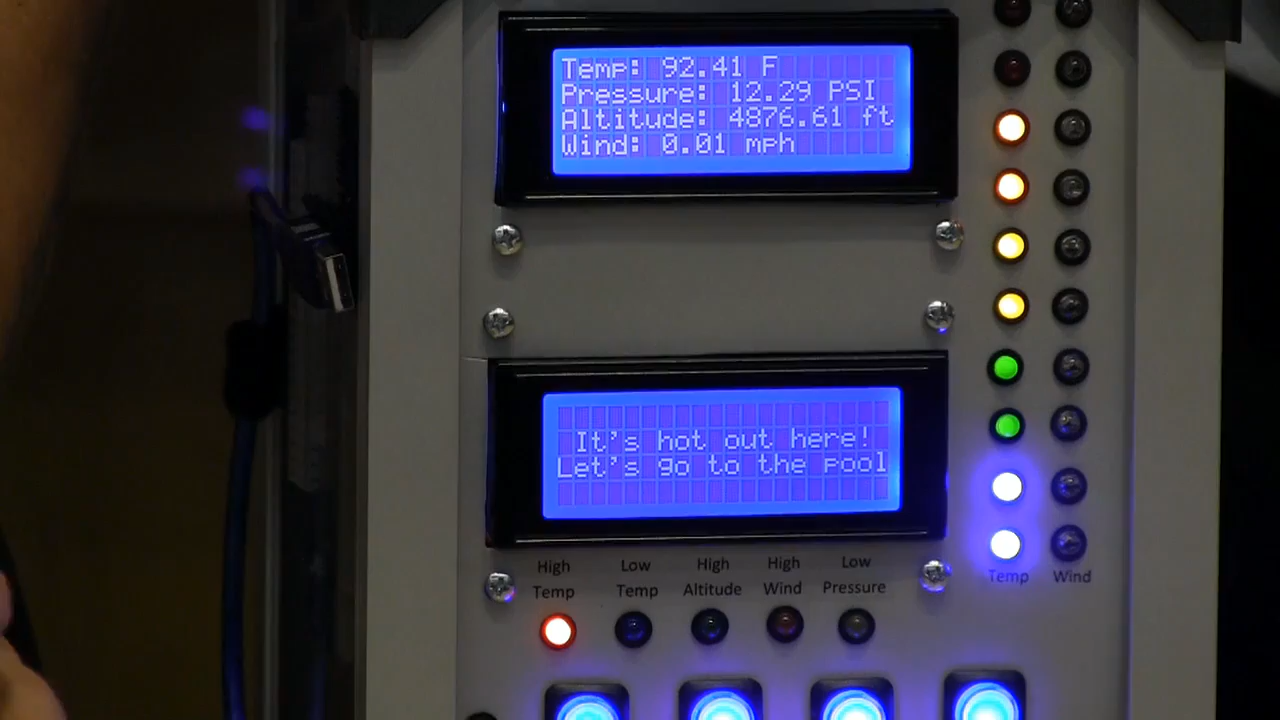 Temp: 92.41 F
Pressure: 12.29 PSI
Altitude: 4876.61 ft
Wind: 0.01 mph
It's hot out here!
Let's go to the pool
High Temp
Low Temp
High Altitude
High Wind
Low Pressure
Temp
Wind